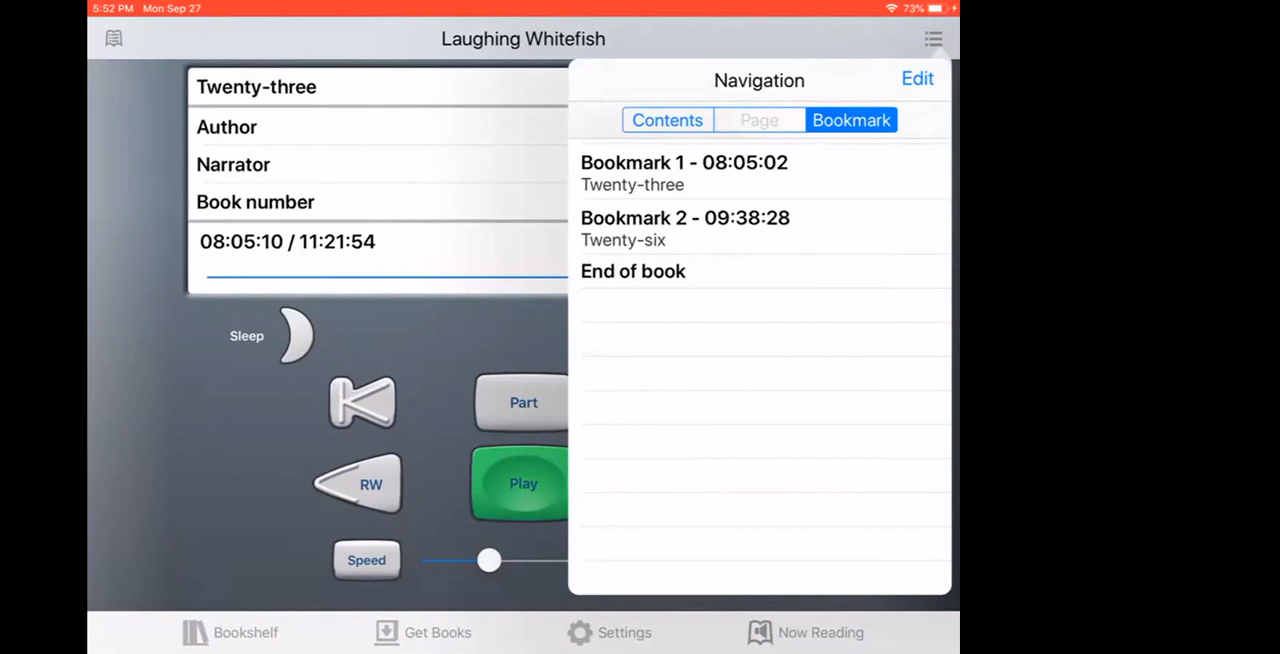 5:52 PM Mon Sep 27 73%
Laughing Whitefish
Twenty-three
Author
Narrator
Book number
08:05:10 / 11:21:54
Navigation Edit
Contents Page Bookmark
Bookmark 1 - 08:05:02
Twenty-three
Bookmark 2 - 09:38:28
Twenty-six
End of book
Sleep
Part
RW Play
Speed
Bookshelf Get Books Settings Now Reading